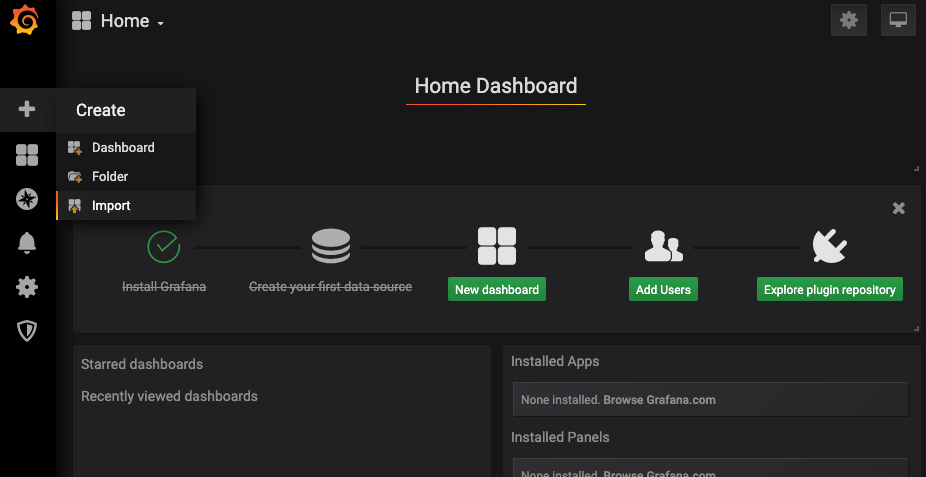 Home
Home Dashboard
Create
Dashboard
Folder
Import
Install Grafana
Create your first data source
New dashboard
Add Users
Explore plugin repository
Starred dashboards
Recently viewed dashboards
Installed Apps
None installed. Browse Grafana.com
Installed Panels
None installed. Browse Grafana.com